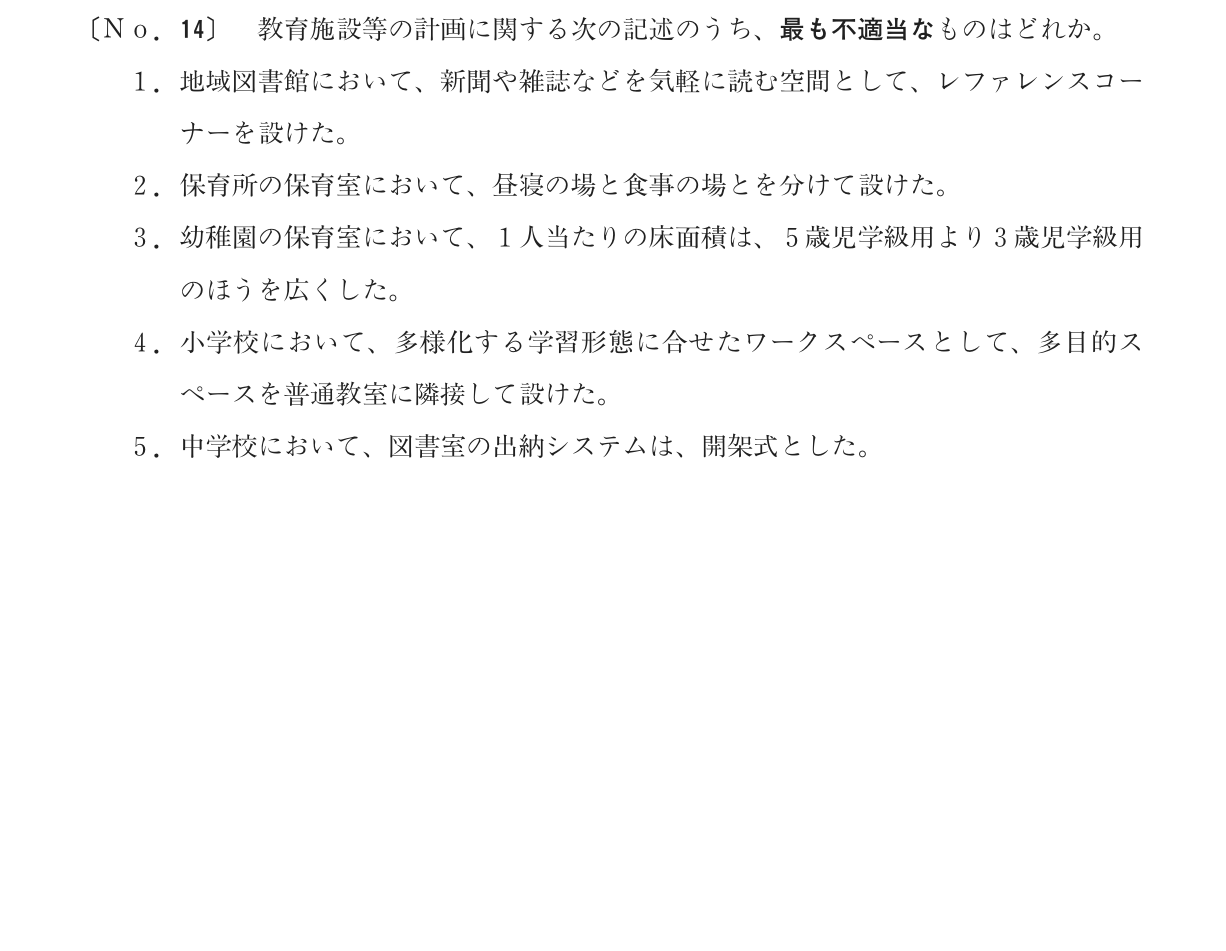 〔Ｎｏ．14〕　教育施設等の計画に関する次の記述のうち、最も不適当なものはどれか。
１．地域図書館において、新聞や雑誌などを気軽に読む空間として、レファレンスコー
ナーを設けた。
２．保育所の保育室において、昼寝の場と食事の場とを分けて設けた。
３．幼稚園の保育室において、１人当たりの床面積は、５歳児学級用より３歳児学級用
のほうを広くした。
４．小学校において、多様化する学習形態に合せたワークスペースとして、多目的ス
ペースを普通教室に隣接して設けた。
５．中学校において、図書室の出納システムは、開架式とした。